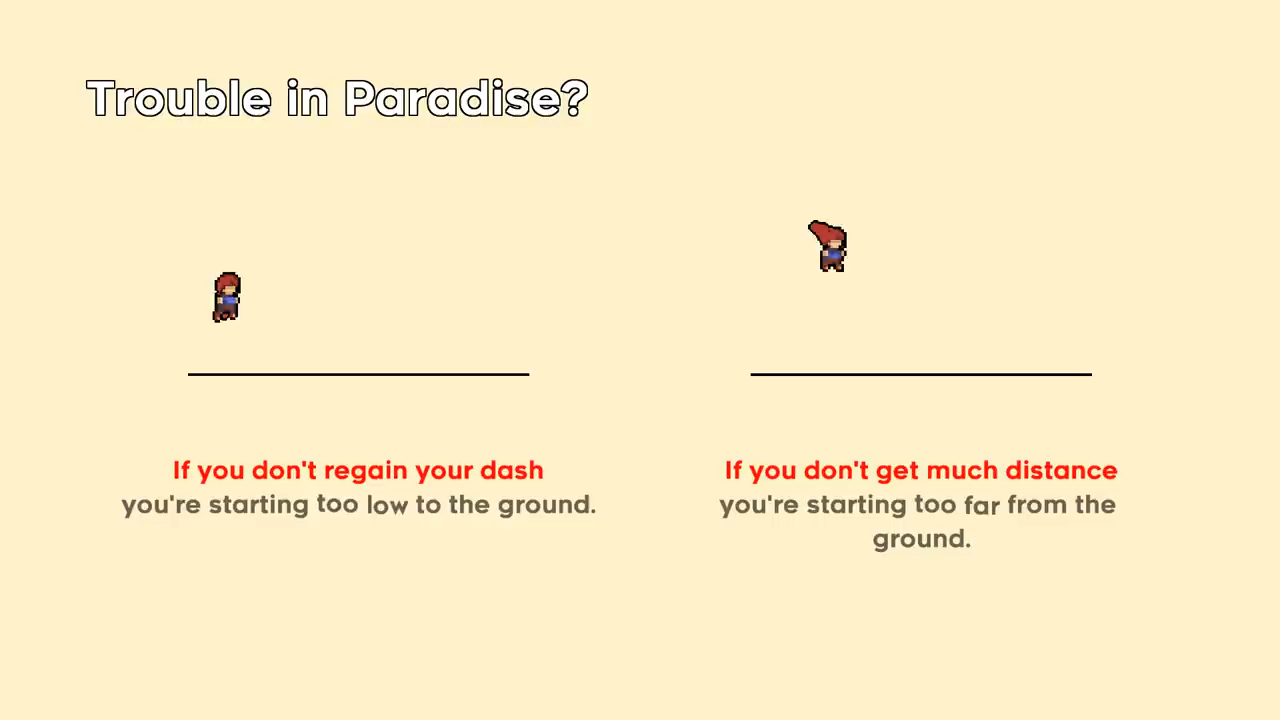 Trouble in Paradise?
If you don't regain your dash
you're starting too low to the ground.
If you don't get much distance
you're starting too far from the
ground.